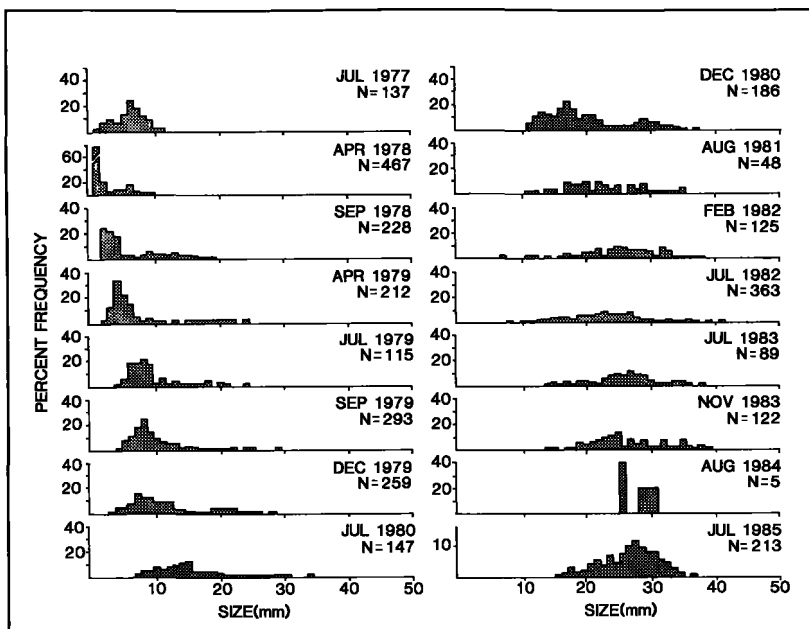 PERCENT FREQUENCY
40
20
JUL 1977
N=137
60
20
APR 1978
N=467
40
20
SEP 1978
N=228
40
20
APR 1979
N=212
40
20
JUL 1979
N=115
40
20
SEP 1979
N=293
40
20
DEC 1979
N=259
40
20
JUL 1980
N=147
10 20 30 40 50
SIZE(mm)
40
20
DEC 1980
N=186
40
20
AUG 1981
N=48
40
20
FEB 1982
N=125
40
20
JUL 1982
N=363
40
20
JUL 1983
N=89
40
20
NOV 1983
N=122
40
20
AUG 1984
N=5
10
JUL 1985
N=213
10 20 30 40 50
SIZE(mm)